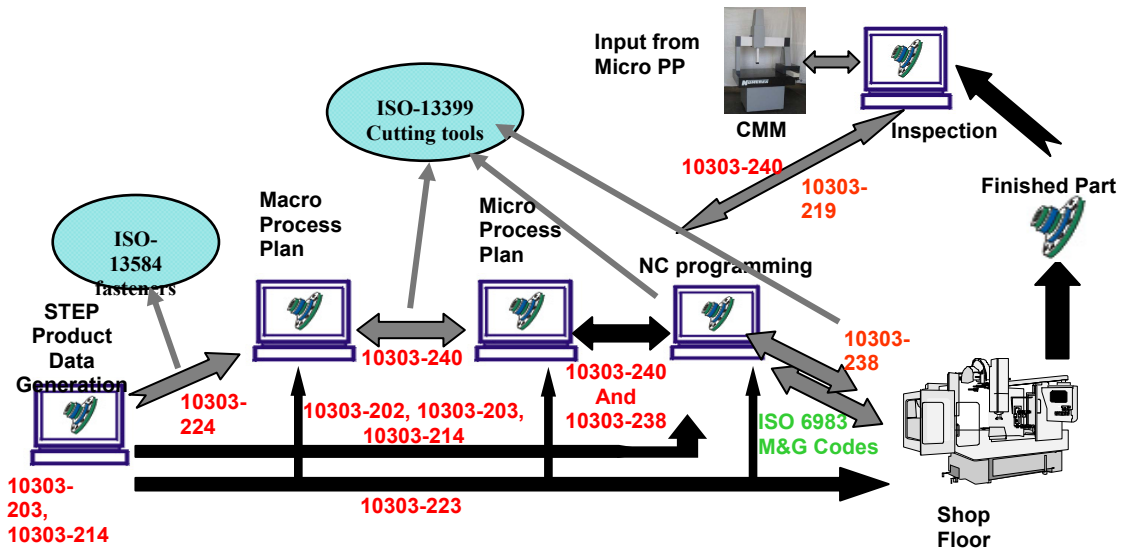 Input from
Micro PP
CMM
Inspection
ISO-13399
Cutting tools
10303-240
10303-
219
Finished Part
Macro
Process
Plan
Micro
Process
Plan
ISO-
13584
fasteners
NC programming
STEP
Product
Data
Generation
10303-
224
10303-240
10303-240
And
10303-238
10303-
238
10303-202, 10303-203,
10303-214
ISO 6983
M&G Codes
10303-
203,
10303-214
10303-223
Shop
Floor